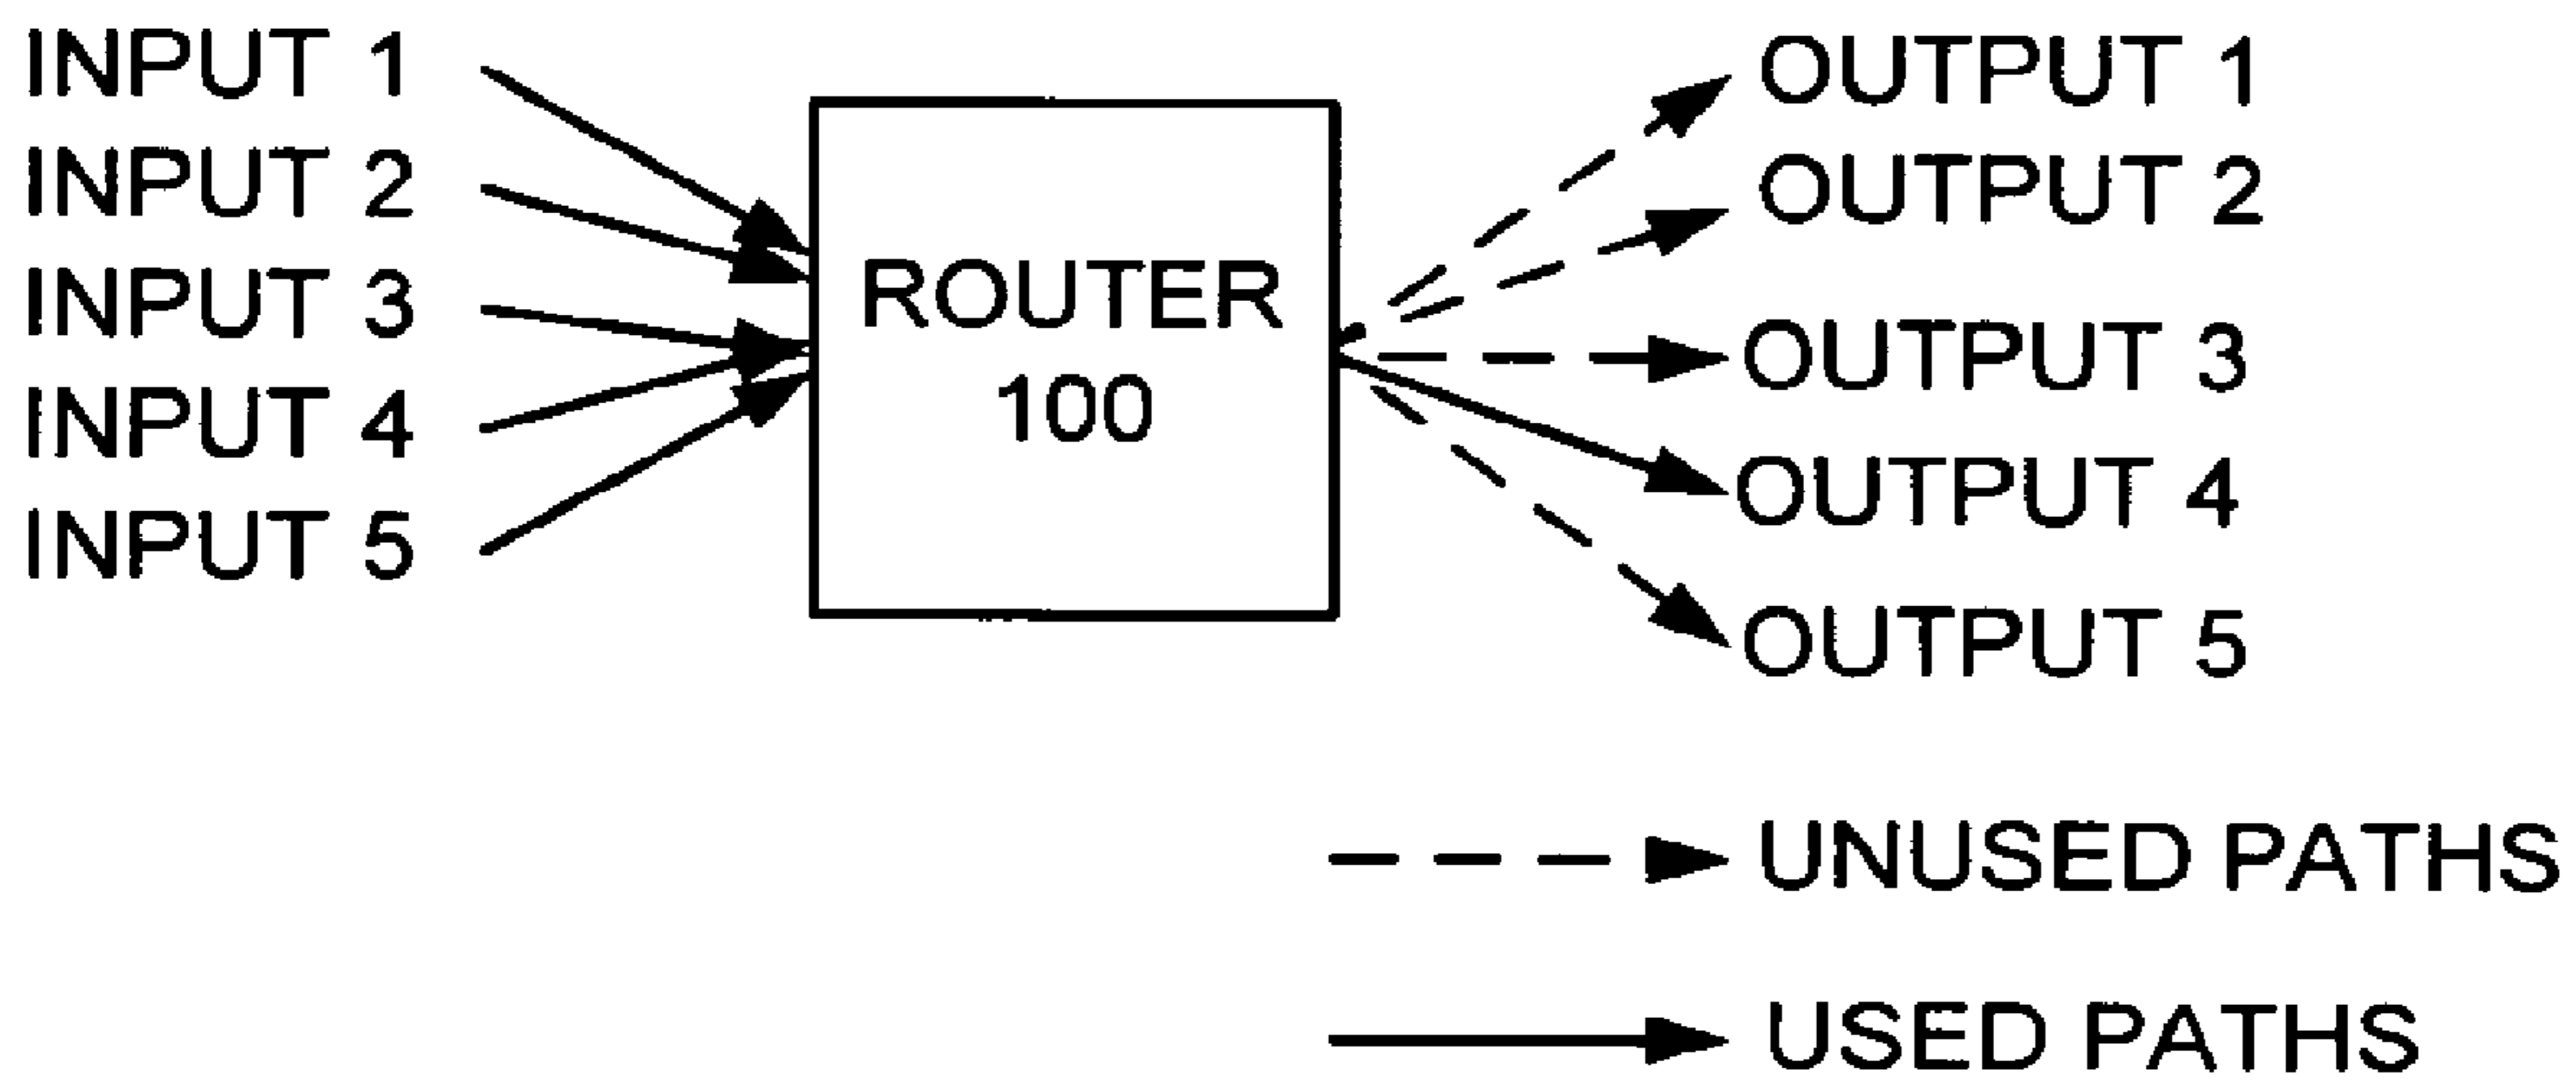 INPUT 1
INPUT 2
INPUT 3
INPUT 4
INPUT 5
ROUTER
100
OUTPUT 1
OUTPUT 2
OUTPUT 3
OUTPUT 4
OUTPUT 5
UNUSED PATHS
USED PATHS